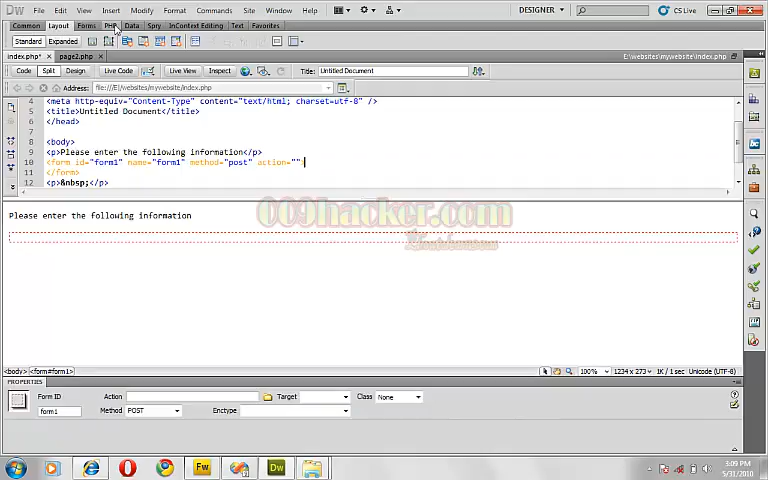 Dw File Edit View Insert Modify Format Commands Site Window Help DESIGNER CS Live
Common Layout Forms PHP Data Spry InContext Editing Text Favorites
Standard Expanded
index.php* × page2.php × E:\websites\mywebsite\index.php
Code Split Design Live Code Live View Inspect Title: Untitled Document
Address: file:///E|/websites/mywebsite/index.php
4 <meta http-equiv="Content-Type" content="text/html; charset=utf-8" />
5 <title>Untitled Document</title>
6 </head>
7
8 <body>
9 <p>Please enter the following information</p>
10 <form id="form1" name="form1" method="post" action="">
11 </form>
12 <p>&nbsp;</p>
009hacker.com
Please enter the following information
<body> <form#form1> 100% 1234 x 273 1K / 1 sec Unicode (UTF-8)
PROPERTIES
Form ID Action Target Class None
form1 Method POST Enctype
Fw Dw
3:09 PM
5/31/2010